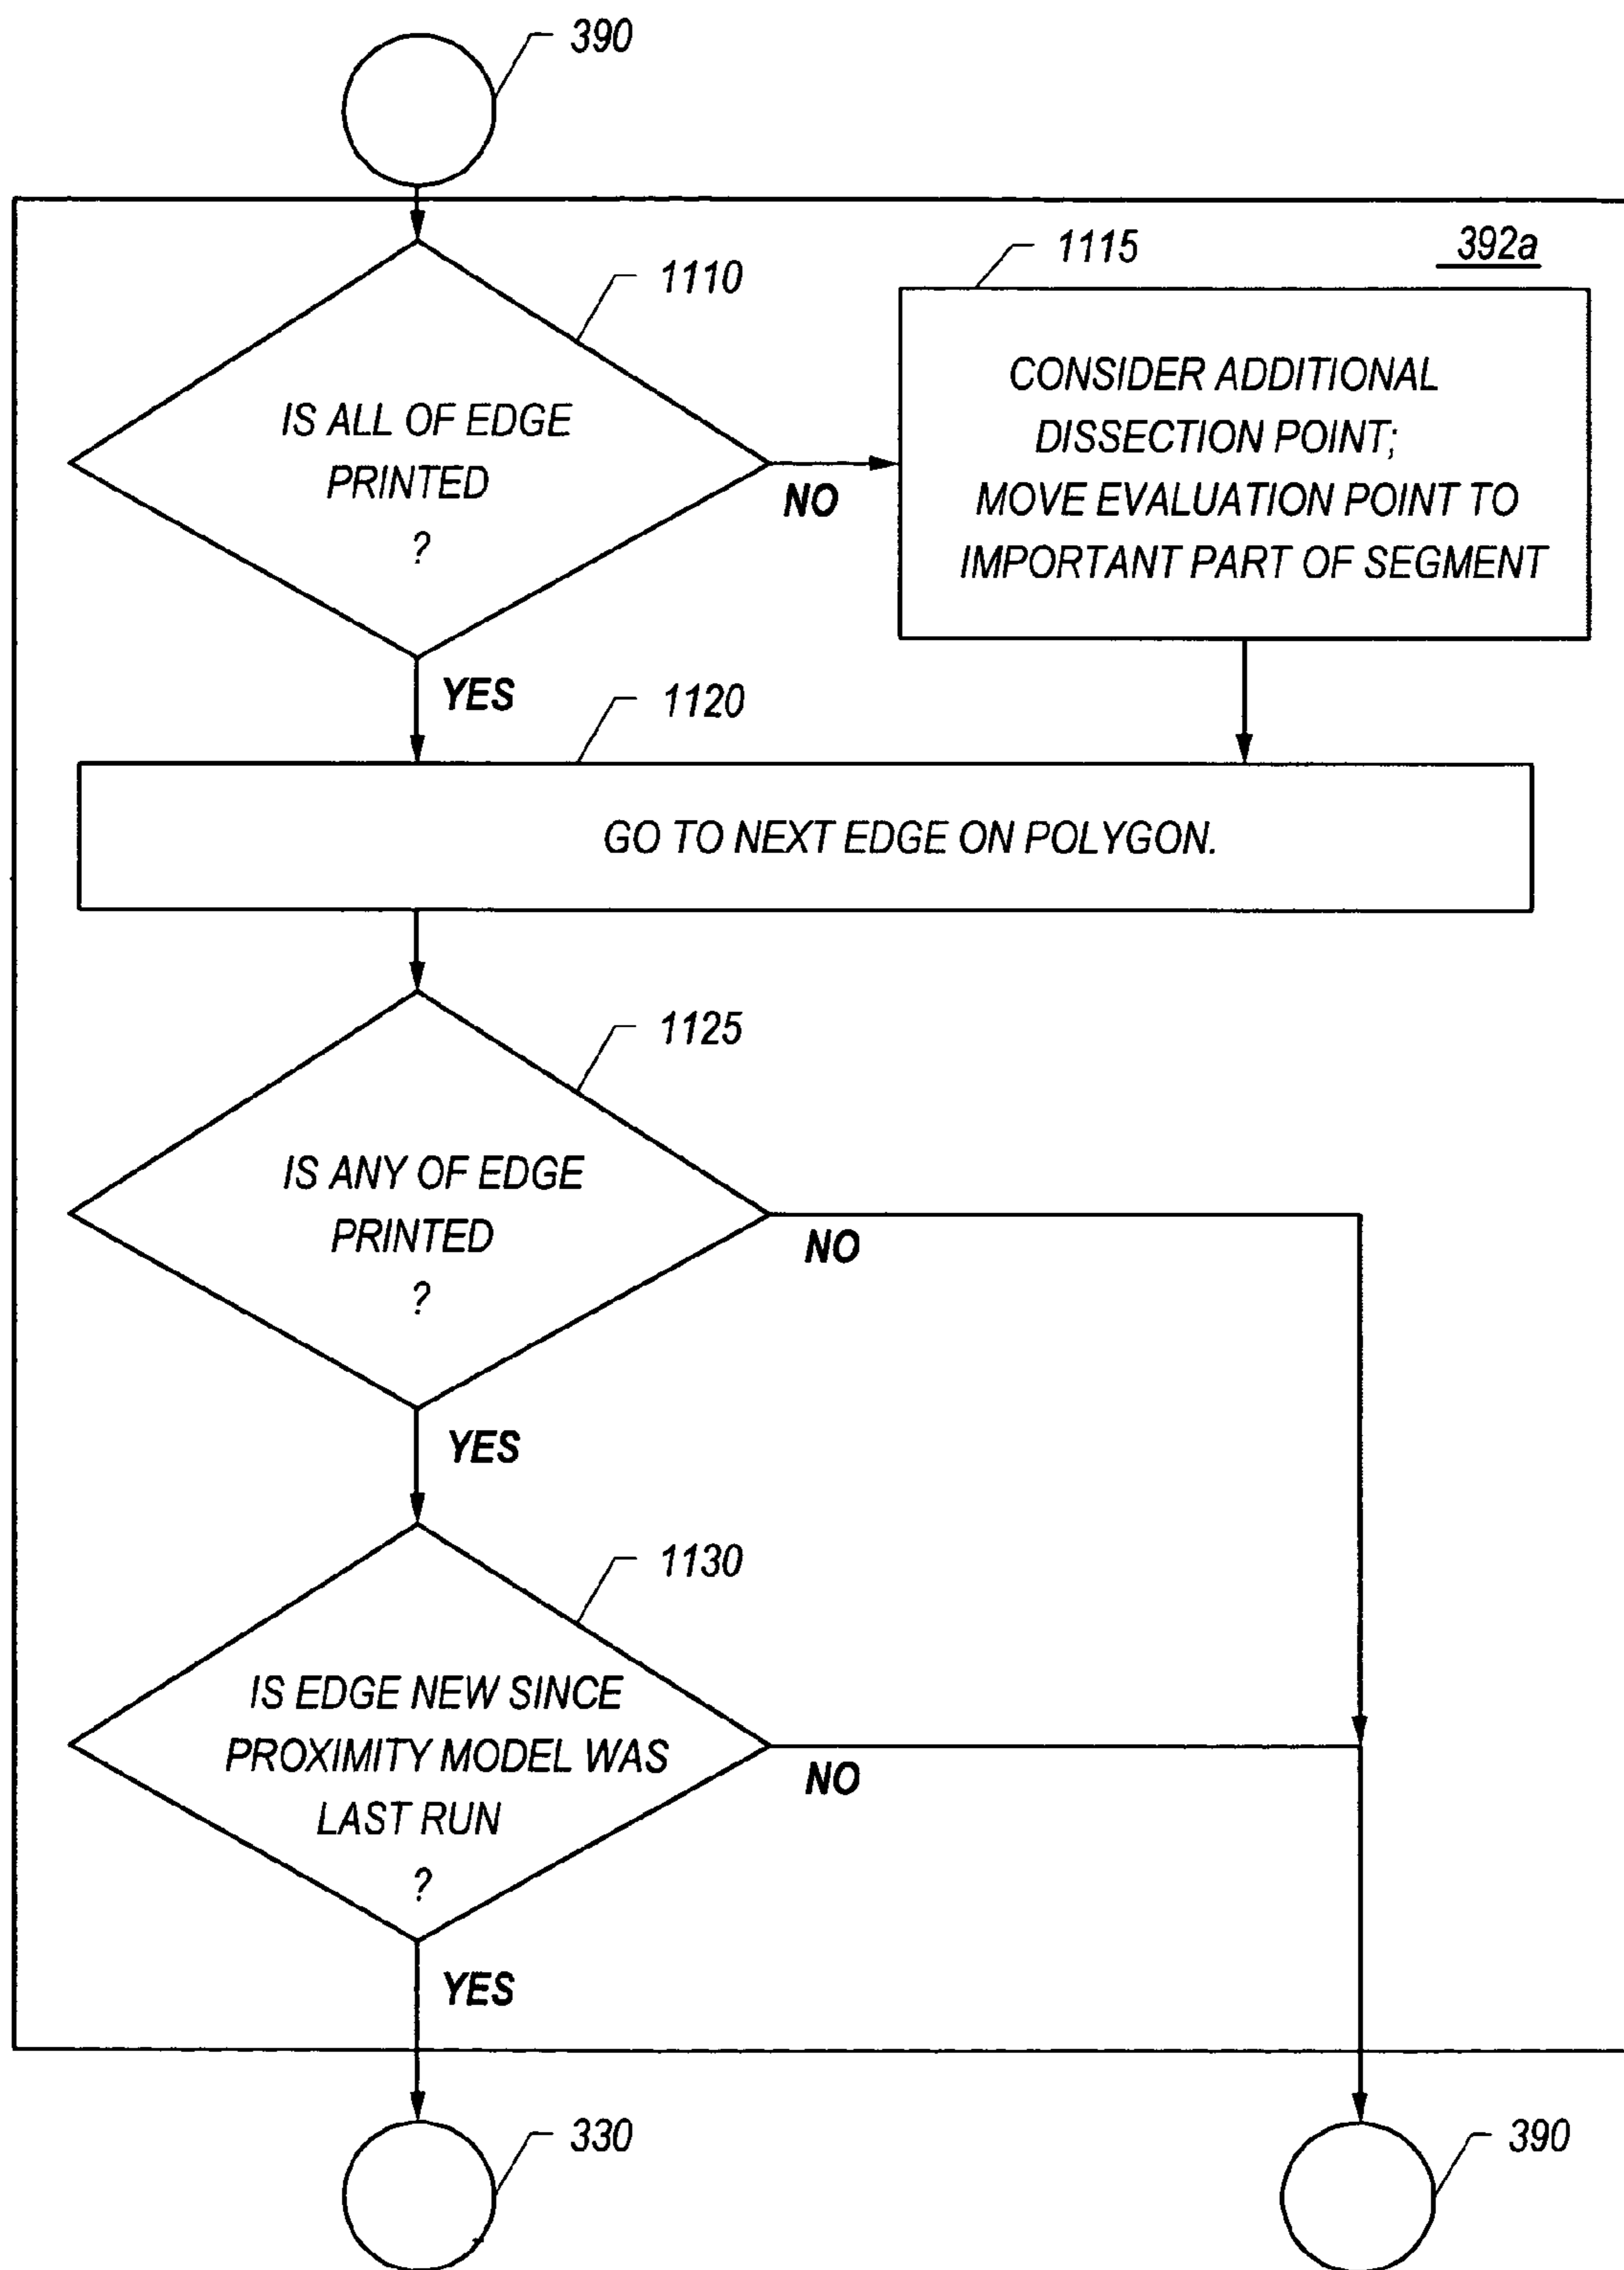 390
392a
1110
1115
IS ALL OF EDGE
PRINTED
?
NO
CONSIDER ADDITIONAL
DISSECTION POINT;
MOVE EVALUATION POINT TO
IMPORTANT PART OF SEGMENT
YES
1120
GO TO NEXT EDGE ON POLYGON.
1125
IS ANY OF EDGE
PRINTED
?
NO
YES
1130
IS EDGE NEW SINCE
PROXIMITY MODEL WAS
LAST RUN
?
NO
YES
330
390